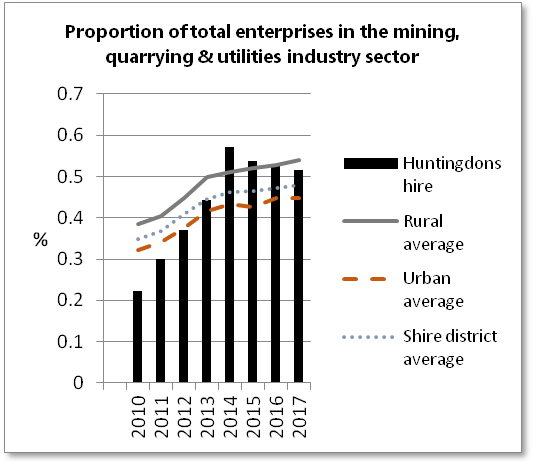 Proportion of total enterprises in the mining,
quarrying & utilities industry sector
0.7
0.6
0.5
0.4
0.3
0.2
0.1
0
%
2010
2011
2012
2013
2014
2015
2016
2017
Huntingdons
hire
Rural
average
Urban
average
Shire district
average